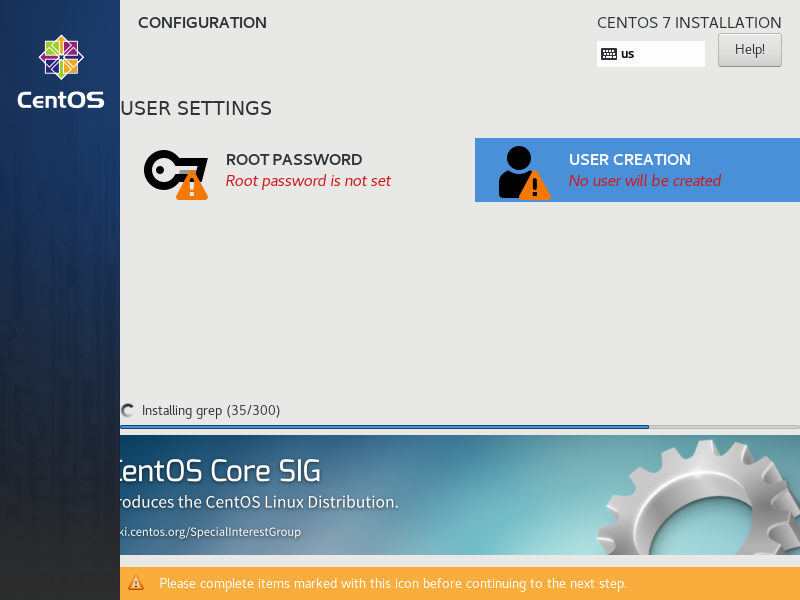 CentOS
CONFIGURATION
CENTOS 7 INSTALLATION
us
Help!
USER SETTINGS
ROOT PASSWORD
Root password is not set
USER CREATION
No user will be created
Installing grep (35/300)
CentOS Core SIG
roduces the CentOS Linux Distribution.
ki.centos.org/SpecialInterestGroup
Please complete items marked with this icon before continuing to the next step.